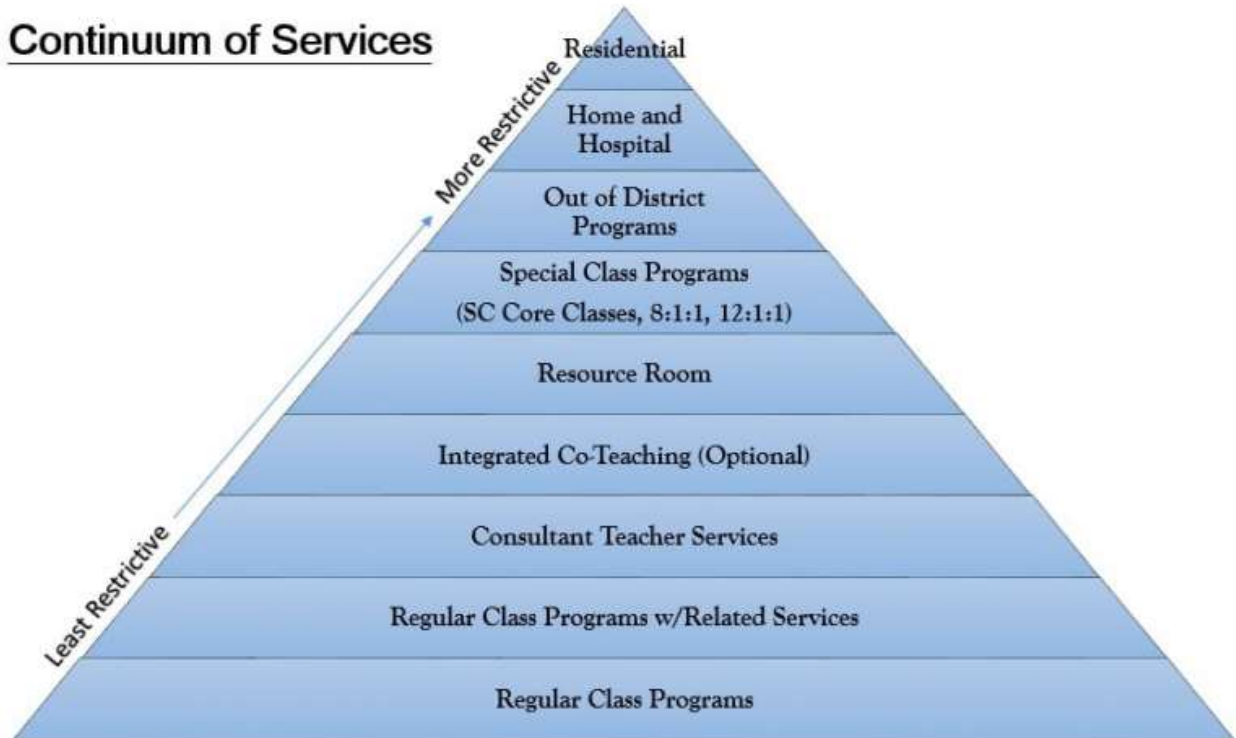 Continuum of Services
Residential
Home and
Hospital
Out of District
Programs
Special Class Programs
(SC Core Classes, 8:1:1, 12:1:1)
Resource Room
Integrated Co-Teaching (Optional)
Consultant Teacher Services
Regular Class Programs w/Related Services
Regular Class Programs
More Restrictive
Least Restrictive